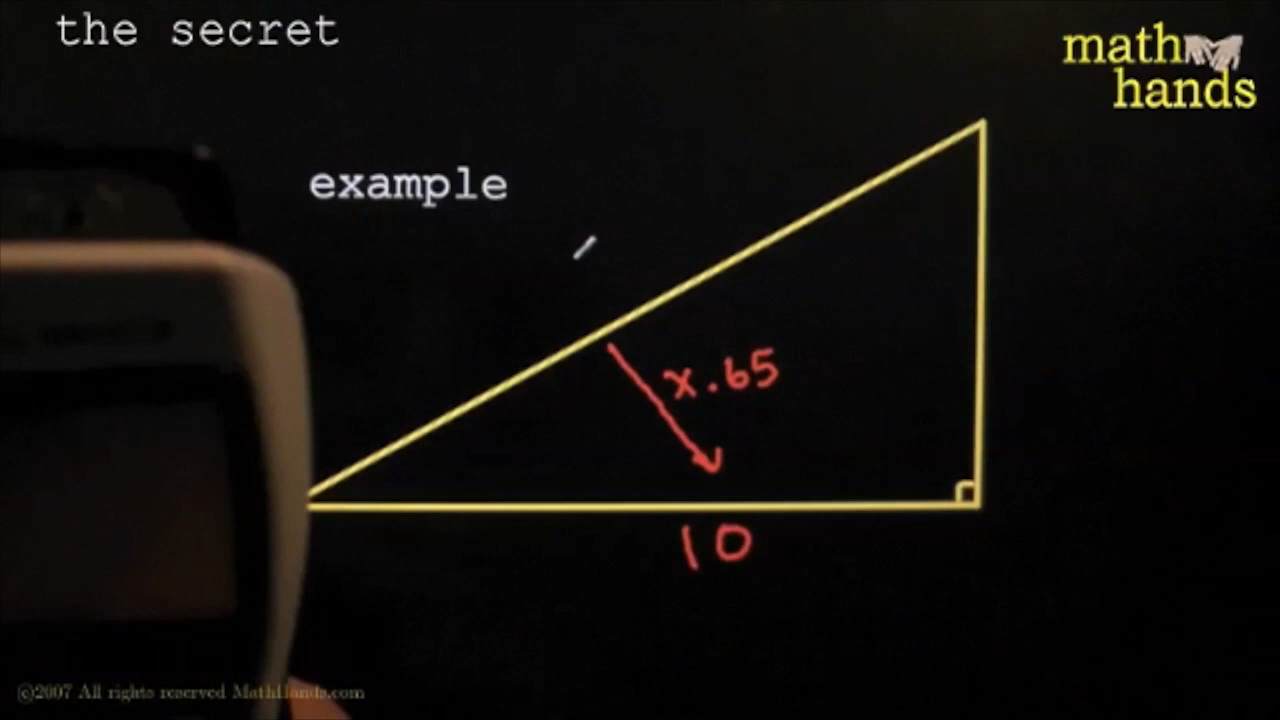 the secret
math
hands
example
x.65
10
©2007 All rights reserved MathHands.com